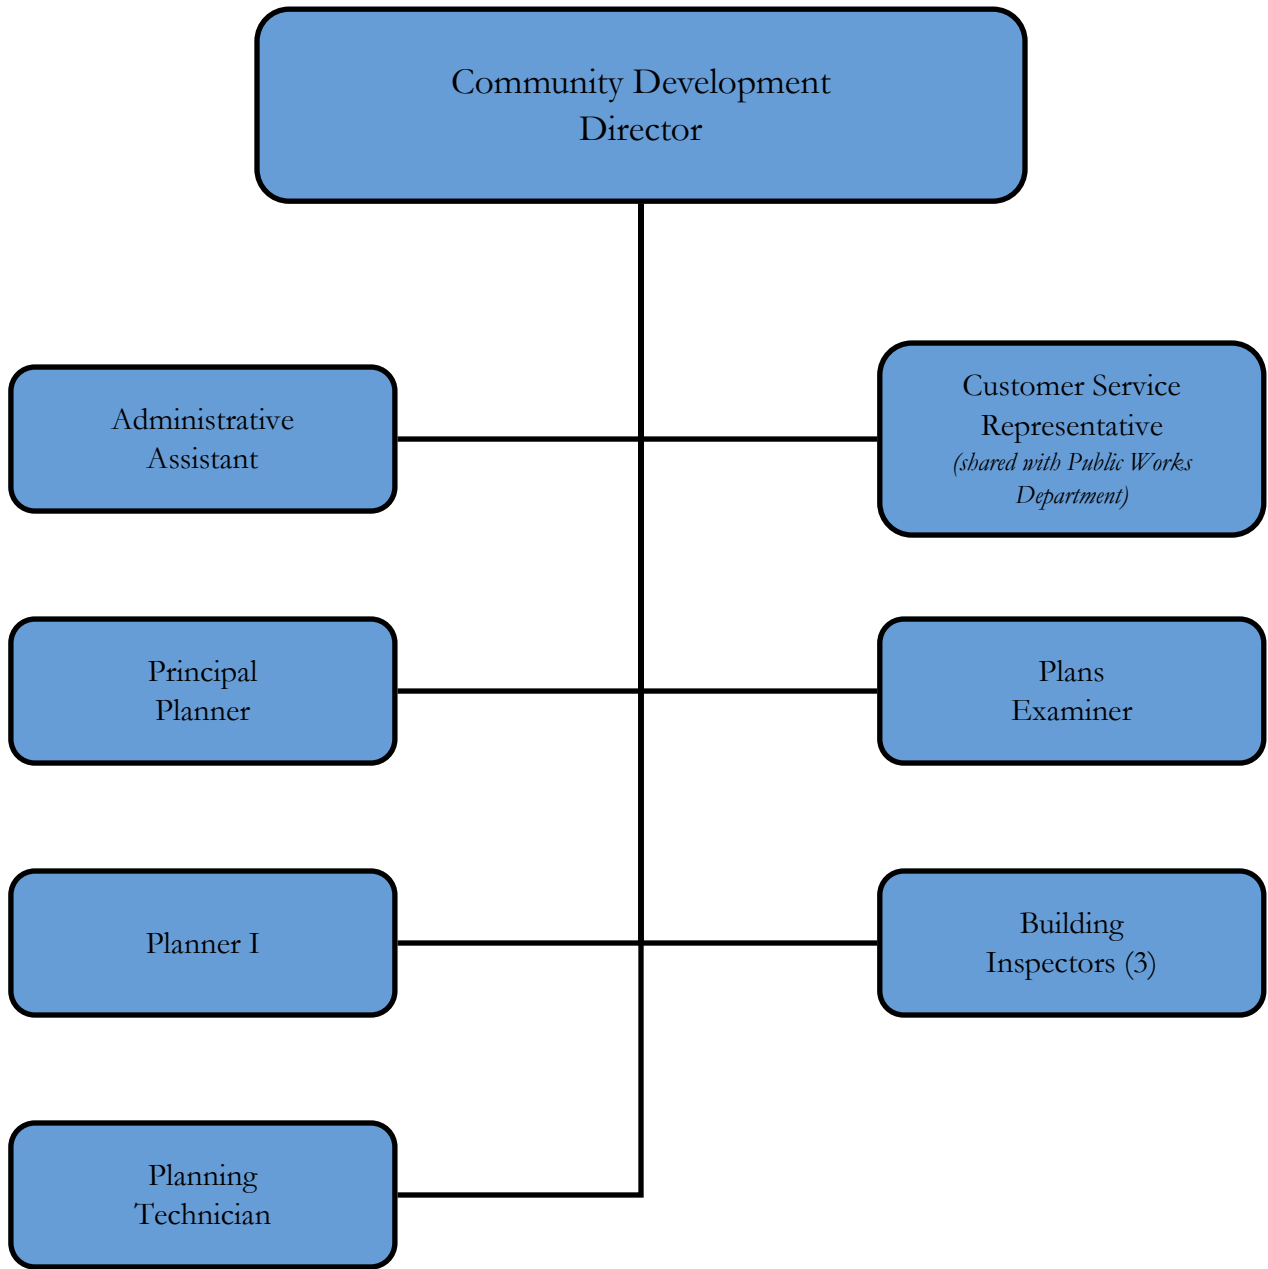 Community Development
Director
Administrative
Assistant
Customer Service
Representative
(shared with Public Works
Department)
Principal
Planner
Plans
Examiner
Planner I
Building
Inspectors (3)
Planning
Technician